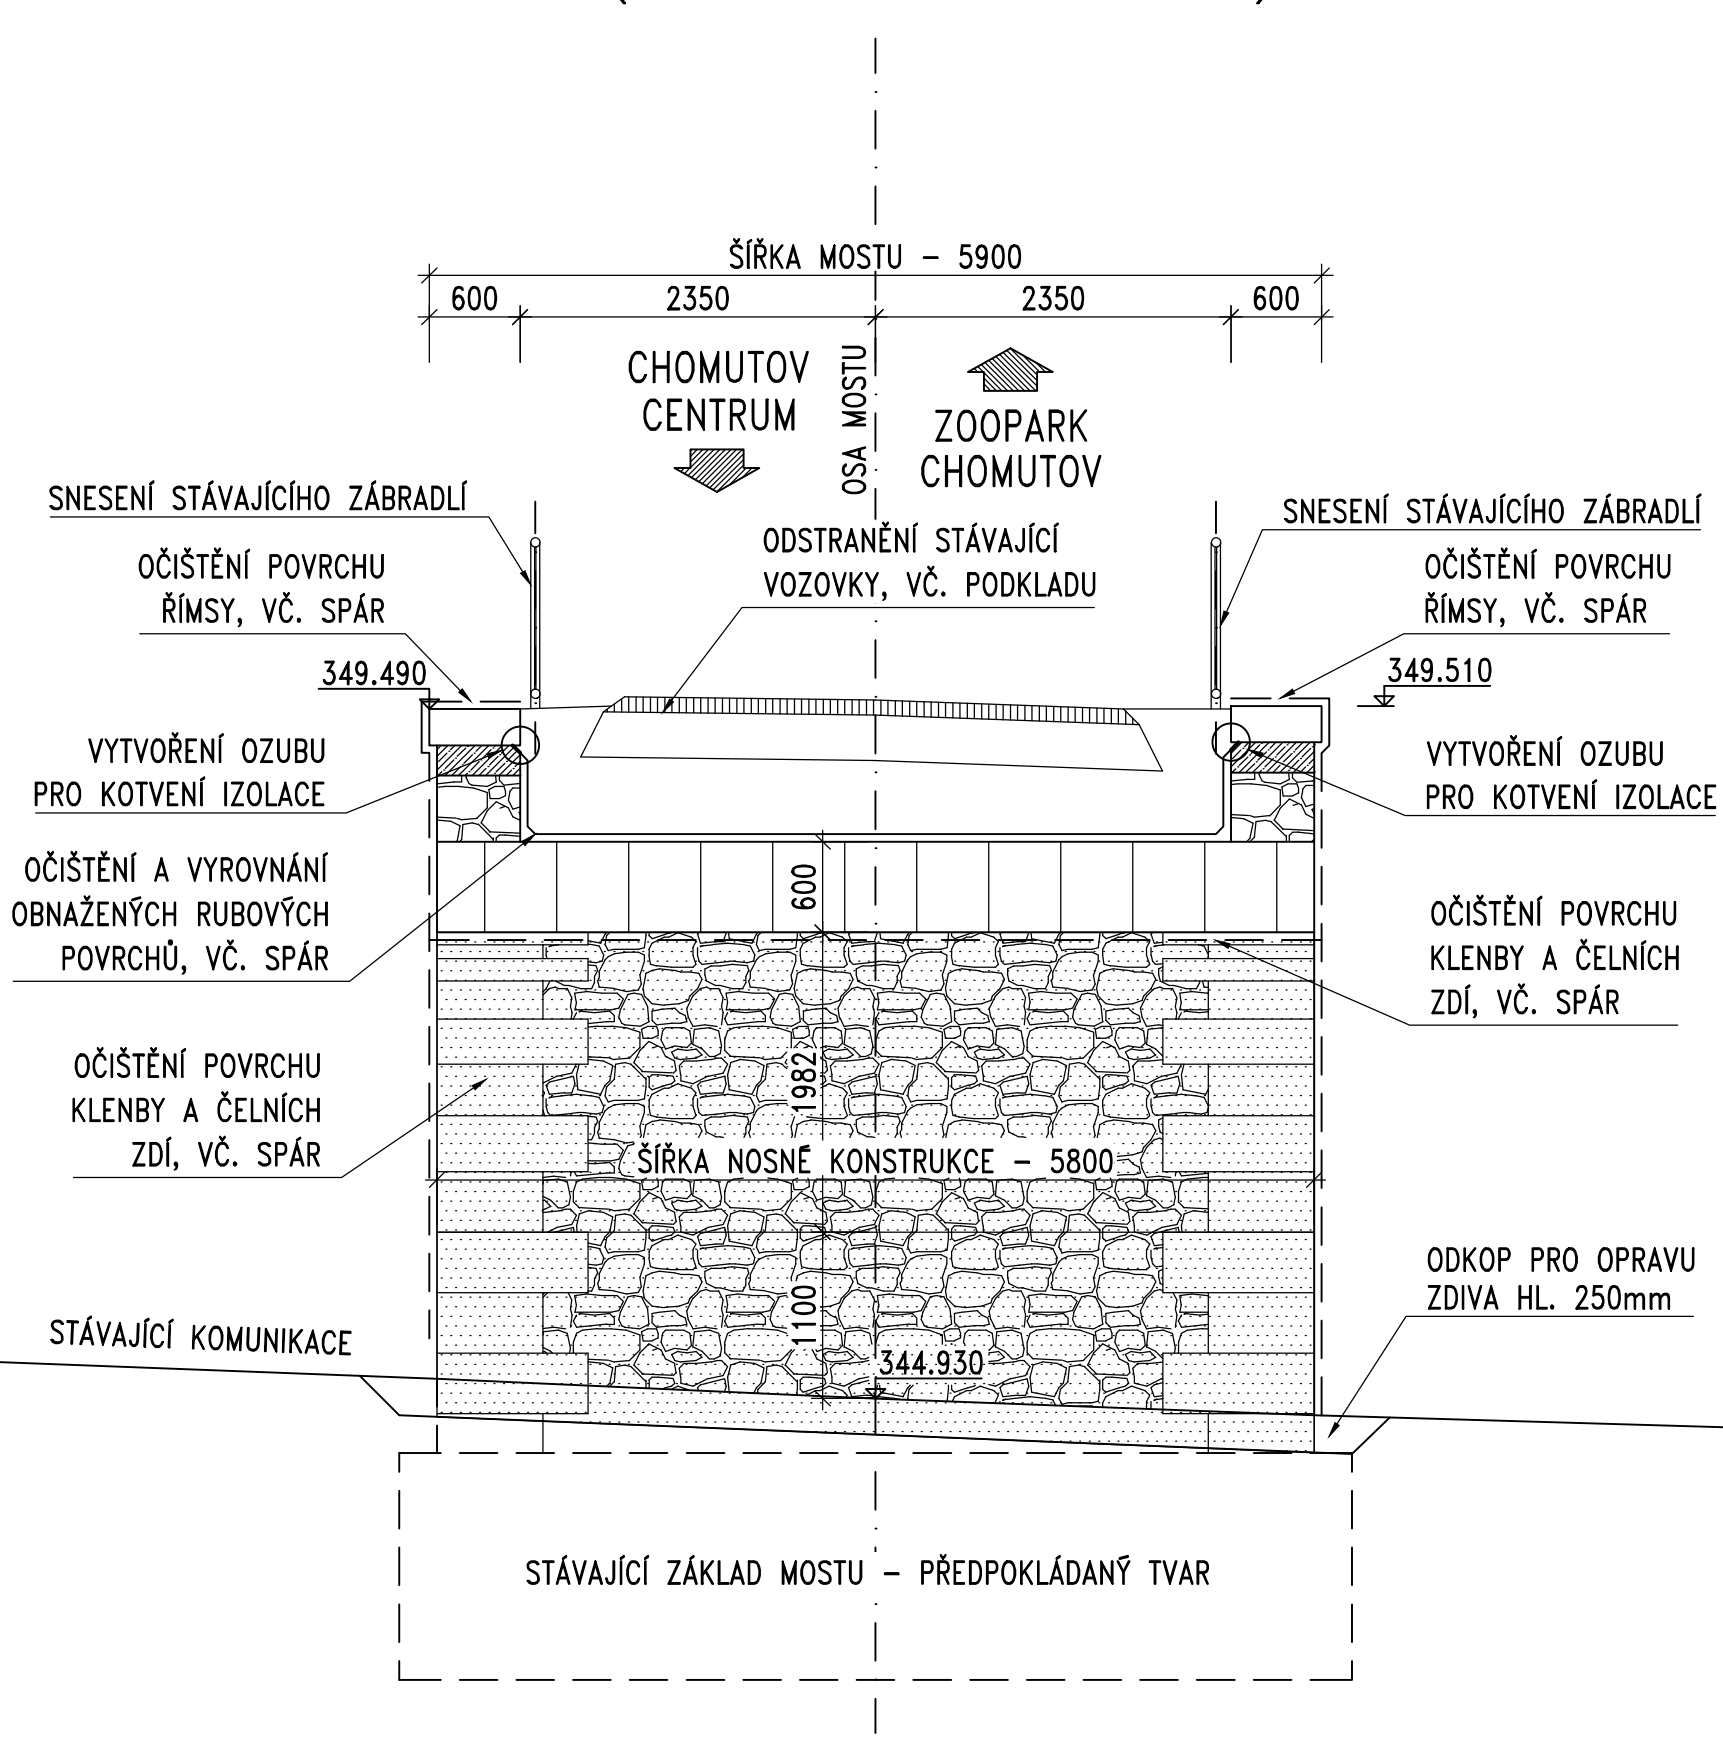 ŠÍŘKA MOSTU - 5900
600
2350
2350
600
CHOMUTOV
CENTRUM
OSA MOSTU
ZOOPARK
CHOMUTOV
SNESENÍ STÁVAJÍCÍHO ZÁBRADLÍ
SNESENÍ STÁVAJÍCÍHO ZÁBRADLÍ
ODSTRANĚNÍ STÁVAJÍCÍ
VOZOVKY, VČ. PODKLADU
OČIŠTĚNÍ POVRCHU
ŘÍMSY, VČ. SPÁR
OČIŠTĚNÍ POVRCHU
ŘÍMSY, VČ. SPÁR
349.490
349.510
VYTVOŘENÍ OZUBU
PRO KOTVENÍ IZOLACE
VYTVOŘENÍ OZUBU
PRO KOTVENÍ IZOLACE
OČIŠTĚNÍ A VYROVNÁNÍ
OBNAŽENÝCH RUBOVÝCH
POVRCHŮ, VČ. SPÁR
600
OČIŠTĚNÍ POVRCHU
KLENBY A ČELNÍCH
ZDÍ, VČ. SPÁR
OČIŠTĚNÍ POVRCHU
KLENBY A ČELNÍCH
ZDÍ, VČ. SPÁR
1982
ŠÍŘKA NOSNÉ KONSTRUKCE - 5800
ODKOP PRO OPRAVU
ZDIVA HL. 250mm
1100
STÁVAJÍCÍ KOMUNIKACE
344.930
STÁVAJÍCÍ ZÁKLAD MOSTU - PŘEDPOKLÁDANÝ TVAR